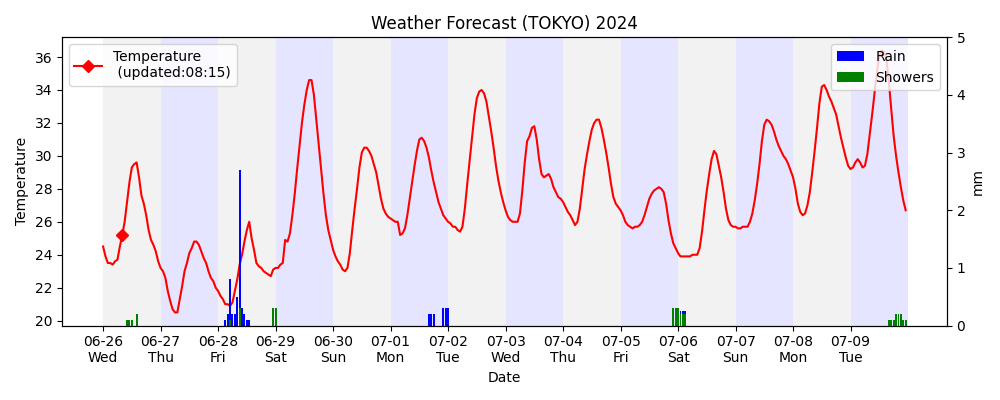 Weather Forecast (TOKYO) 2024
Temperature
(updated:08:15)
Rain
Showers
Temperature
36
34
32
30
28
26
24
22
20
5
4
3
2
1
0
mm
06-26 06-27 06-28 06-29 06-30 07-01 07-02 07-03 07-04 07-05 07-06 07-07 07-08 07-09
Wed Thu Fri Sat Sun Mon Tue Wed Thu Fri Sat Sun Mon Tue
Date